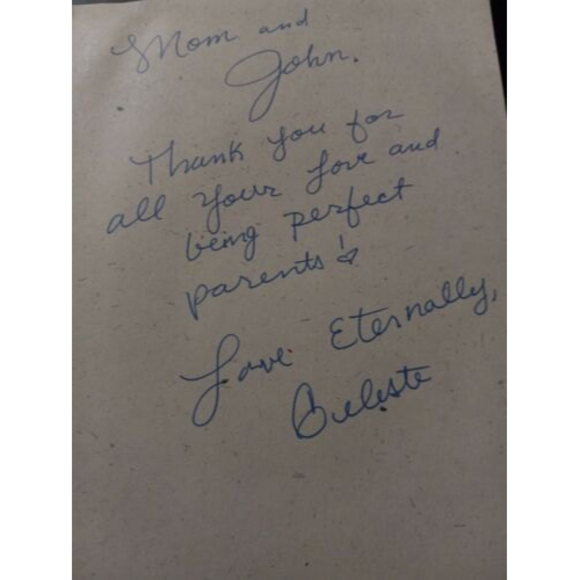 Mom and
John.
Thank you for
all your love and
being perfect
parents!
Love Eternally,
Celeste